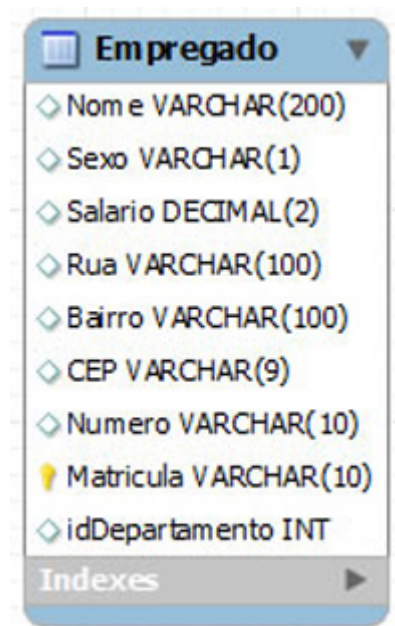 Empregado
Nome VARCHAR(200)
Sexo VARCHAR(1)
Salario DECIMAL(2)
Rua VARCHAR(100)
Bairro VARCHAR(100)
CEP VARCHAR(9)
Numero VARCHAR(10)
Matricula VARCHAR(10)
idDepartamento INT
Indexes